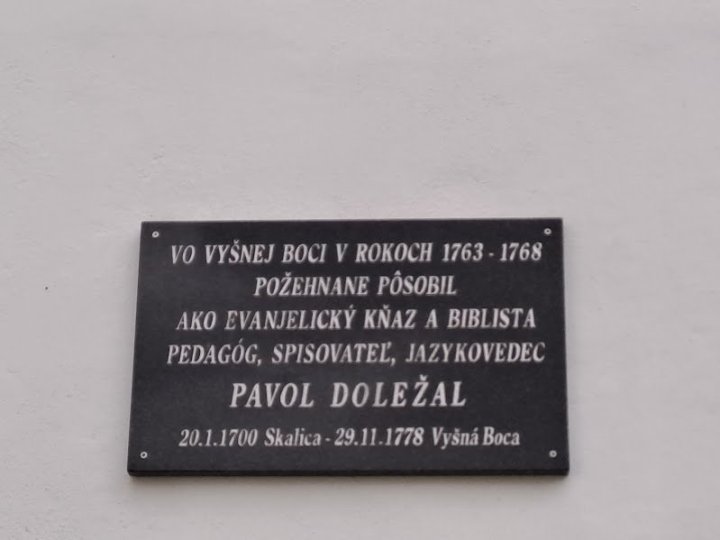 VO VYŠNEJ BOCI V ROKOCH 1763 - 1768
POŽEHNANE PÔSOBIL
AKO EVANJELICKÝ KŇAZ A BIBLISTA
PEDAGÓG, SPISOVATEĽ, JAZYKOVEDEC
PAVOL DOLEŽAL
20.1.1700 Skalica - 29.11.1778 Vyšná Boca